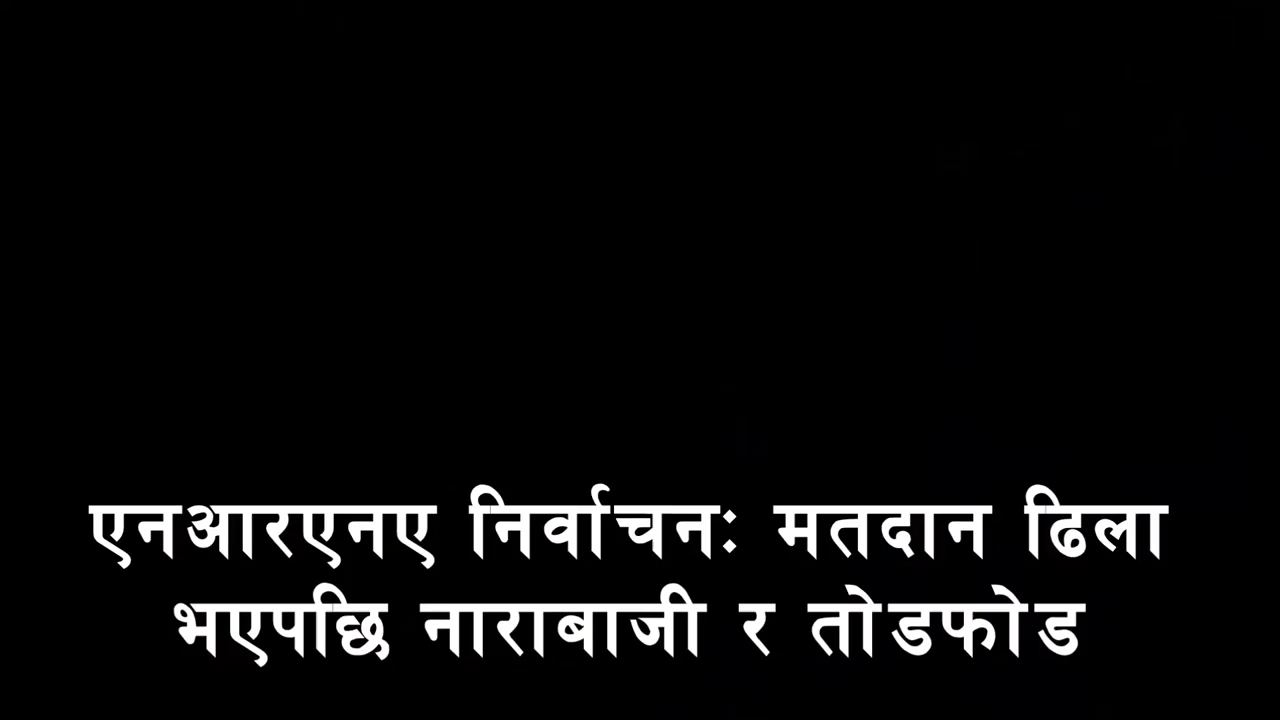 एनआरएनए निर्वाचनः मतदान ढिला
भएपछि नाराबाजी र तोडफोड